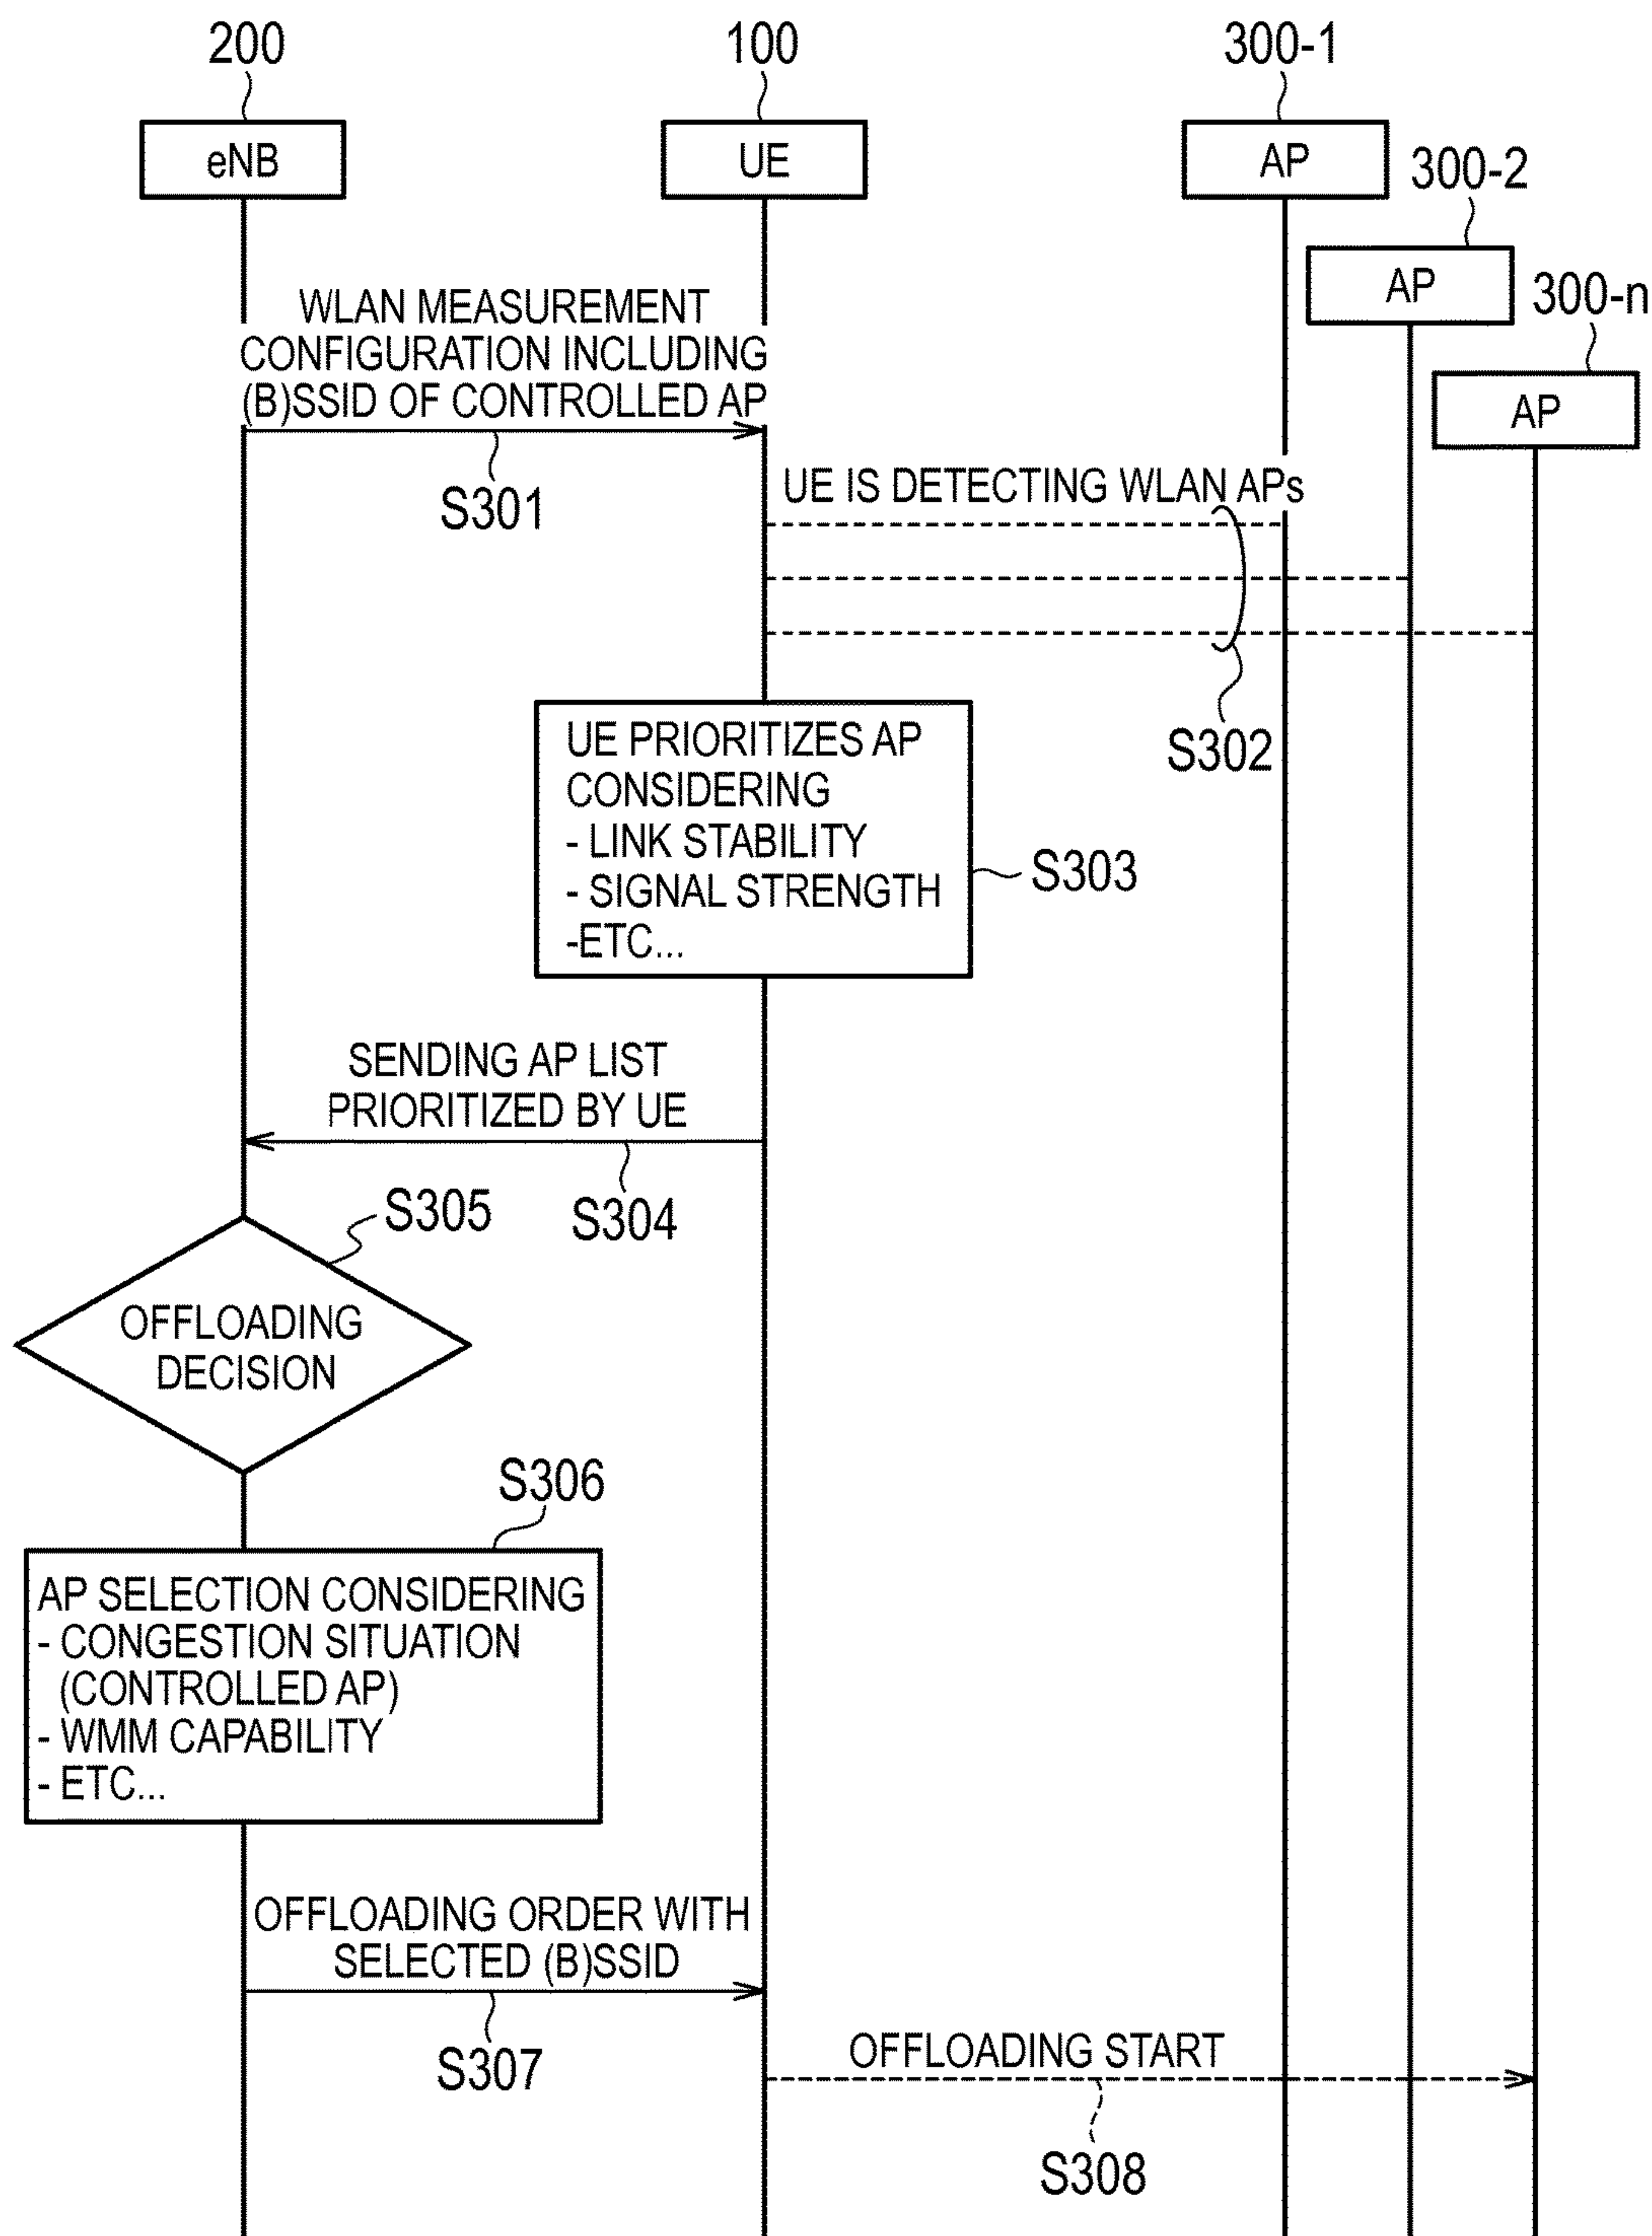 200
100
300-1
eNB
UE
AP
300-2
AP
300-n
AP
WLAN MEASUREMENT
CONFIGURATION INCLUDING
(B)SSID OF CONTROLLED AP
S301
UE IS DETECTING WLAN APs
S302
UE PRIORITIZES AP
CONSIDERING
- LINK STABILITY
- SIGNAL STRENGTH
-ETC...
S303
SENDING AP LIST
PRIORITIZED BY UE
S304
S305
OFFLOADING
DECISION
S306
AP SELECTION CONSIDERING
- CONGESTION SITUATION
(CONTROLLED AP)
- WMM CAPABILITY
- ETC...
OFFLOADING ORDER WITH
SELECTED (B)SSID
S307
OFFLOADING START
S308